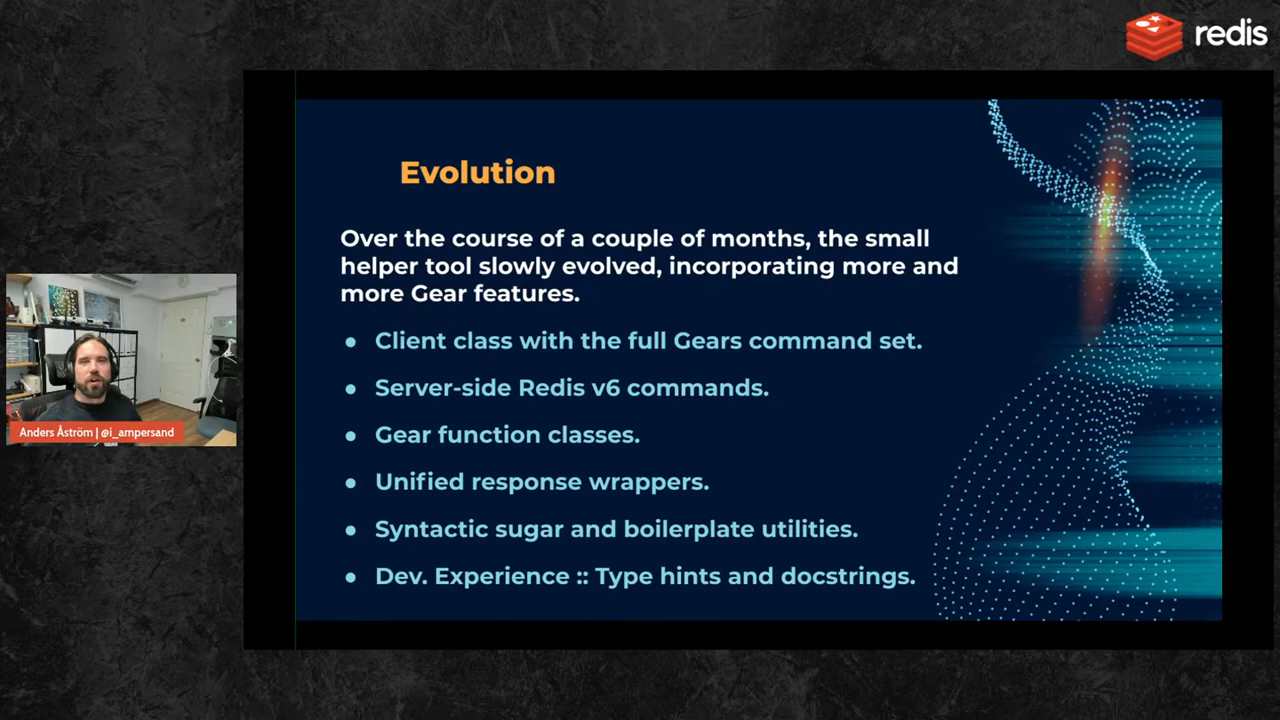 redis
Evolution
Over the course of a couple of months, the small
helper tool slowly evolved, incorporating more and
more Gear features.
● Client class with the full Gears command set.
● Server-side Redis v6 commands.
● Gear function classes.
● Unified response wrappers.
● Syntactic sugar and boilerplate utilities.
● Dev. Experience :: Type hints and docstrings.
Anders Åström | @i_ampersand